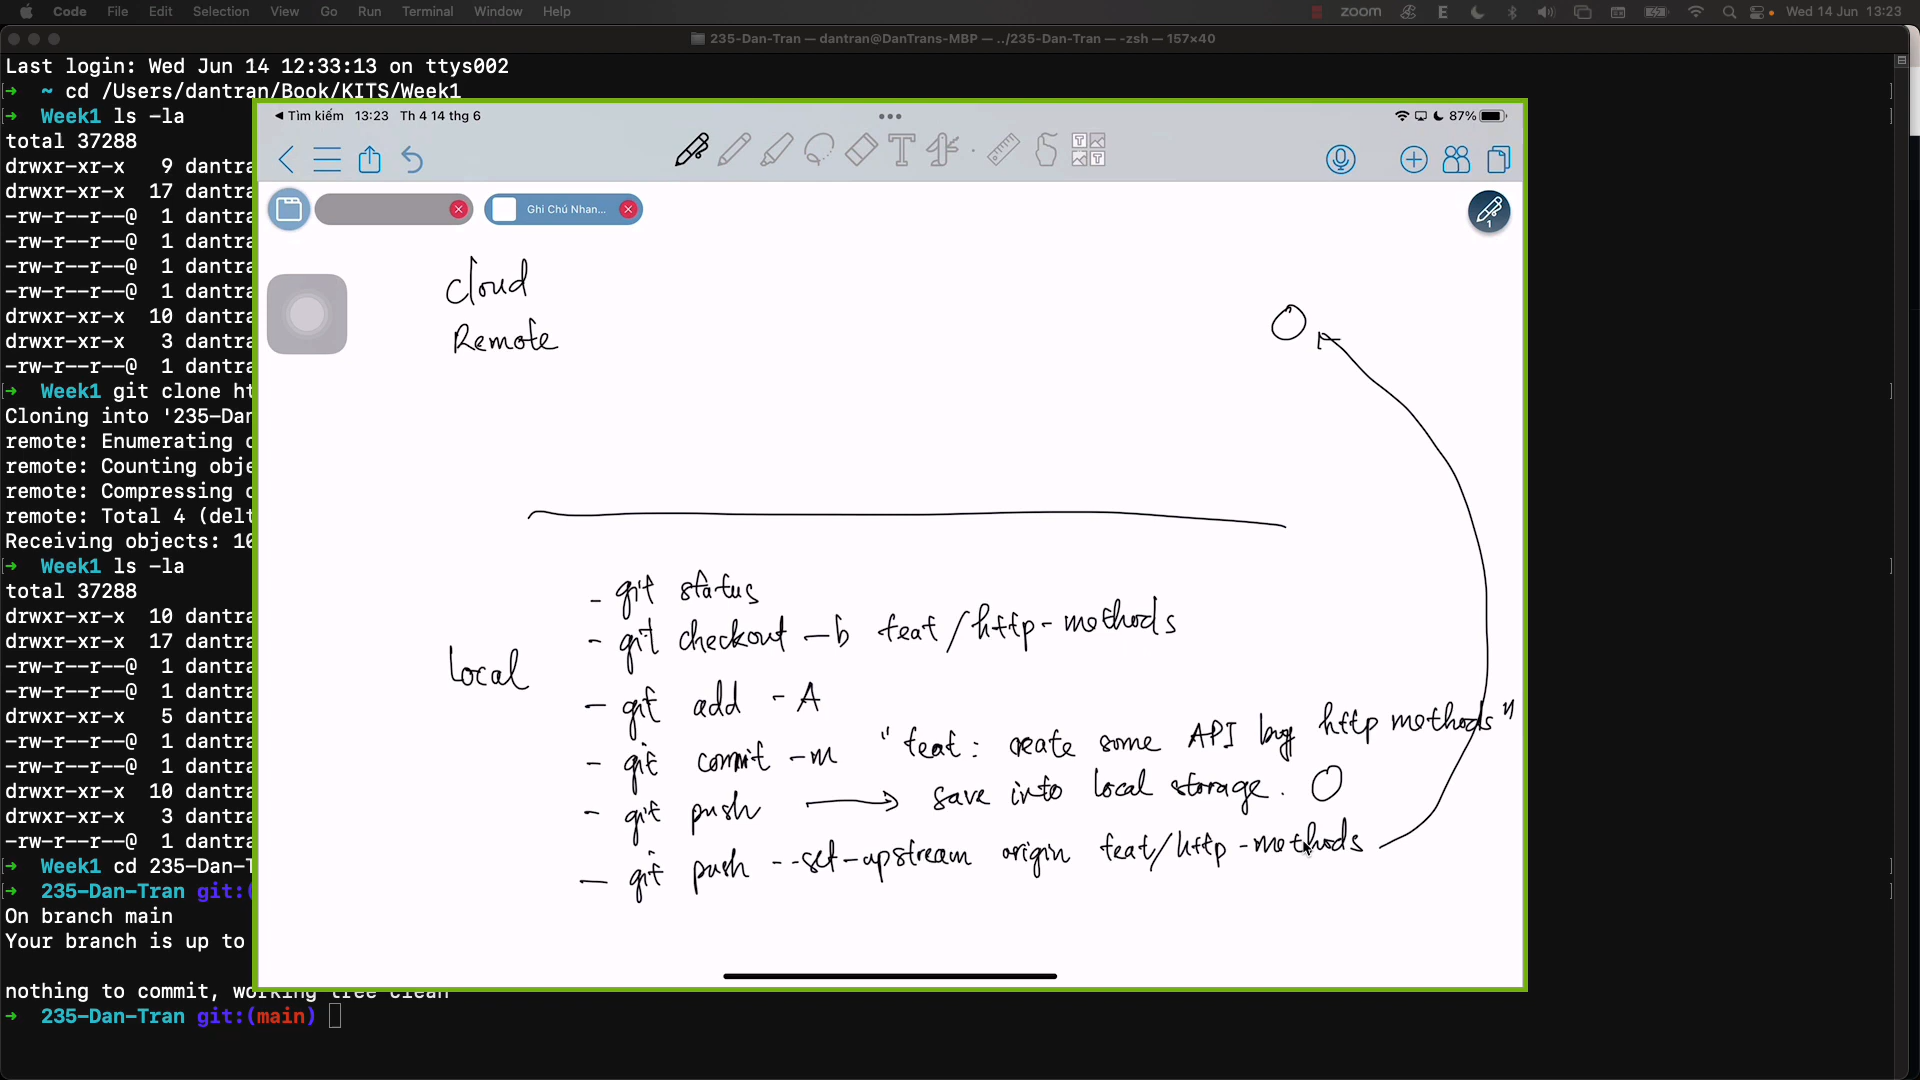 Code File Edit Selection View Go Run Terminal Window Help zoom E Wed 14 Jun 13:23
235-Dan-Tran — dantran@DanTrans-MBP — ../235-Dan-Tran — -zsh — 157×40
Last login: Wed Jun 14 12:33:13 on ttys002
~ cd /Users/dantran/Book/KITS/Week1
Week1 ls -la
total 37288
drwxr-xr-x 9 dantra
drwxr-xr-x 17 dantra
-rw-r--r--@ 1 dantra
-rw-r--r--@ 1 dantra
-rw-r--r--@ 1 dantra
-rw-r--r--@ 1 dantra
drwxr-xr-x 10 dantra
drwxr-xr-x 3 dantra
-rw-r--r--@ 1 dantra
Week1 git clone ht
Cloning into '235-Dan
remote: Enumerating o
remote: Counting obje
remote: Compressing o
remote: Total 4 (delt
Receiving objects: 10
Week1 ls -la
total 37288
drwxr-xr-x 10 dantra
drwxr-xr-x 17 dantra
-rw-r--r--@ 1 dantra
-rw-r--r--@ 1 dantra
drwxr-xr-x 5 dantra
-rw-r--r--@ 1 dantra
-rw-r--r--@ 1 dantra
drwxr-xr-x 10 dantra
drwxr-xr-x 3 dantra
-rw-r--r--@ 1 dantra
Week1 cd 235-Dan-T
235-Dan-Tran git:(
On branch main
Your branch is up to
nothing to commit, working tree clean
235-Dan-Tran git:(main)
Tìm kiếm 13:23 Th 4 14 thg 6 87%
Ghi Chú Nhan...
1
cloud
Remote
local
- git status
- git checkout -b feat/http-methods
- git add -A
- git commit -m "feat: create some API by http methods"
- git push → save into local storage.
- git push --set-upstream origin feat/http-methods